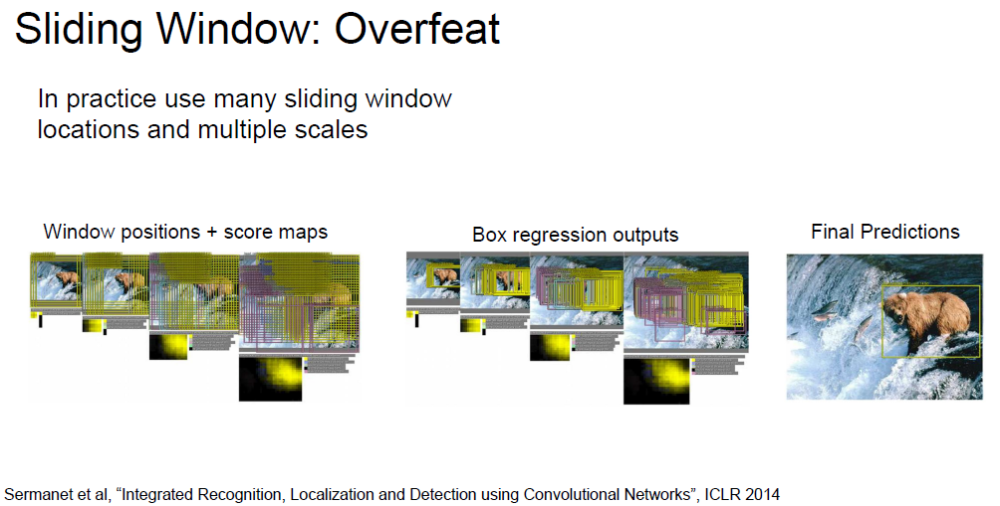 Sliding Window: Overfeat
In practice use many sliding window
locations and multiple scales
Window positions + score maps
Box regression outputs
Final Predictions
Sermanet et al, “Integrated Recognition, Localization and Detection using Convolutional Networks”, ICLR 2014